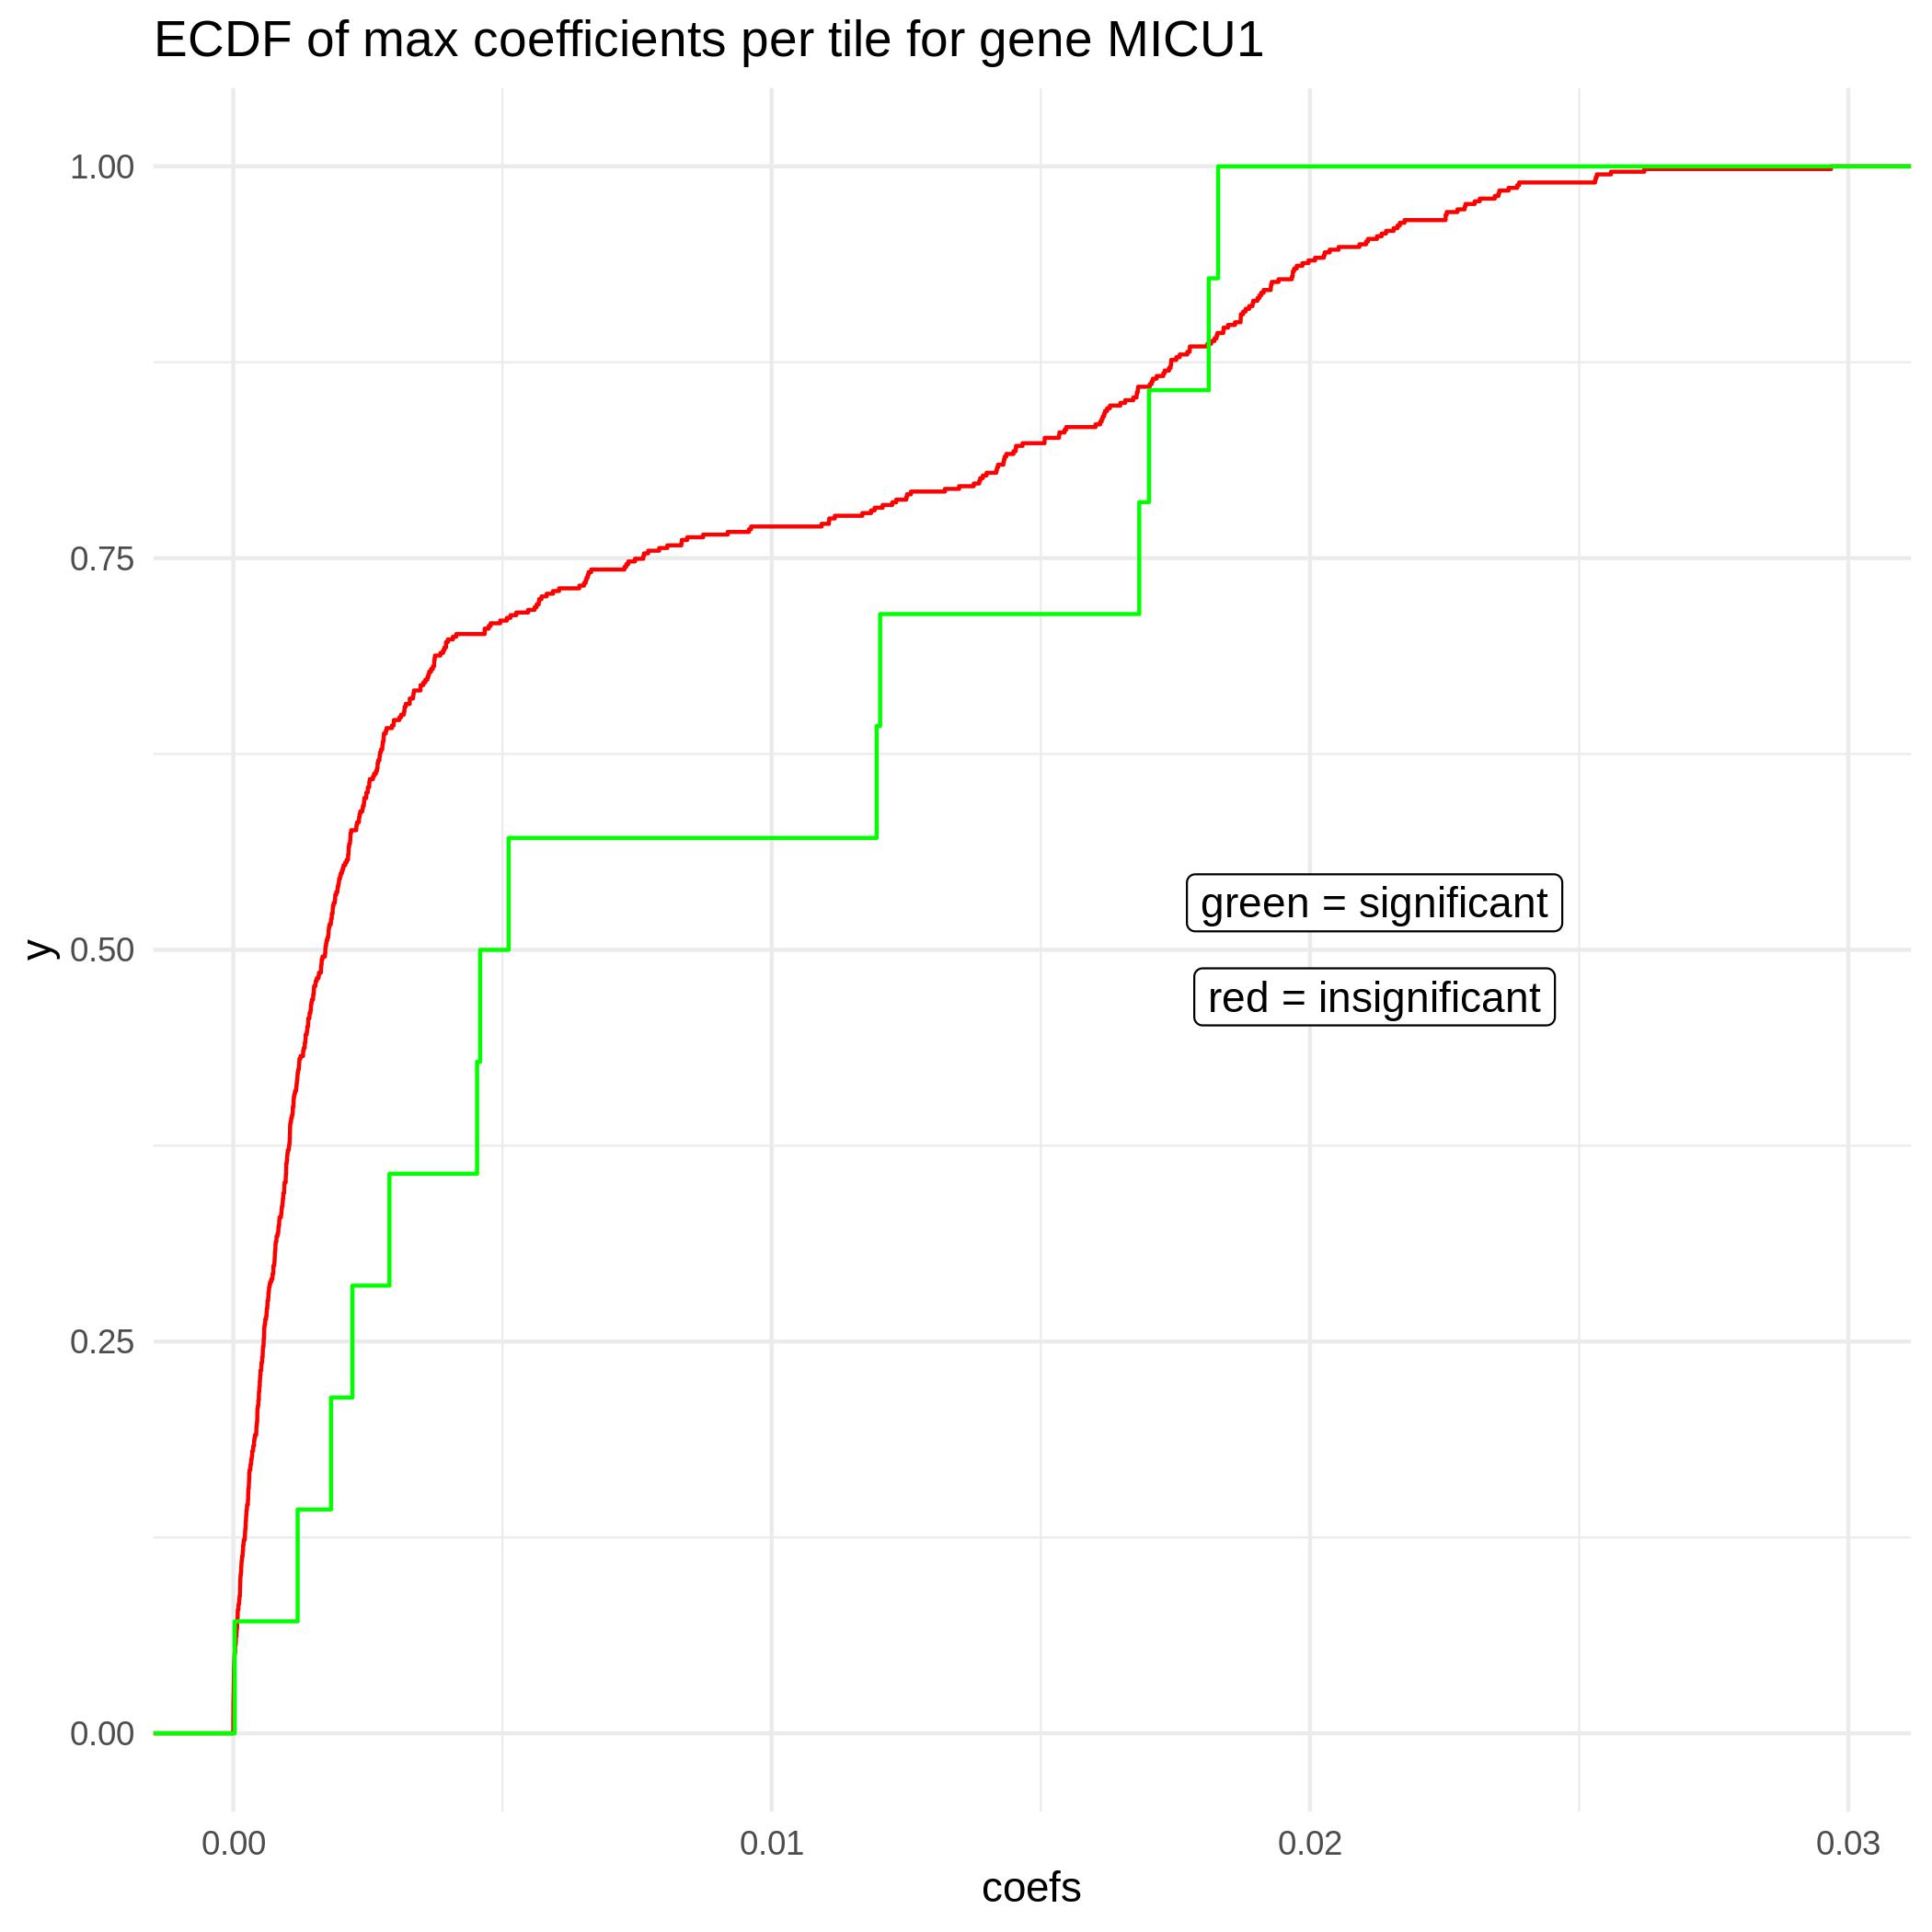 ECDF of max coefficients per tile for gene MICU1
1.00
0.75
0.50
0.25
0.00
y
green = significant
red = insignificant
0.00 0.01 0.02 0.03
coefs